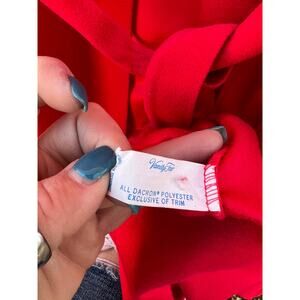 Vanity Fair
ALL DACRON® POLYESTER
EXCLUSIVE OF TRIM